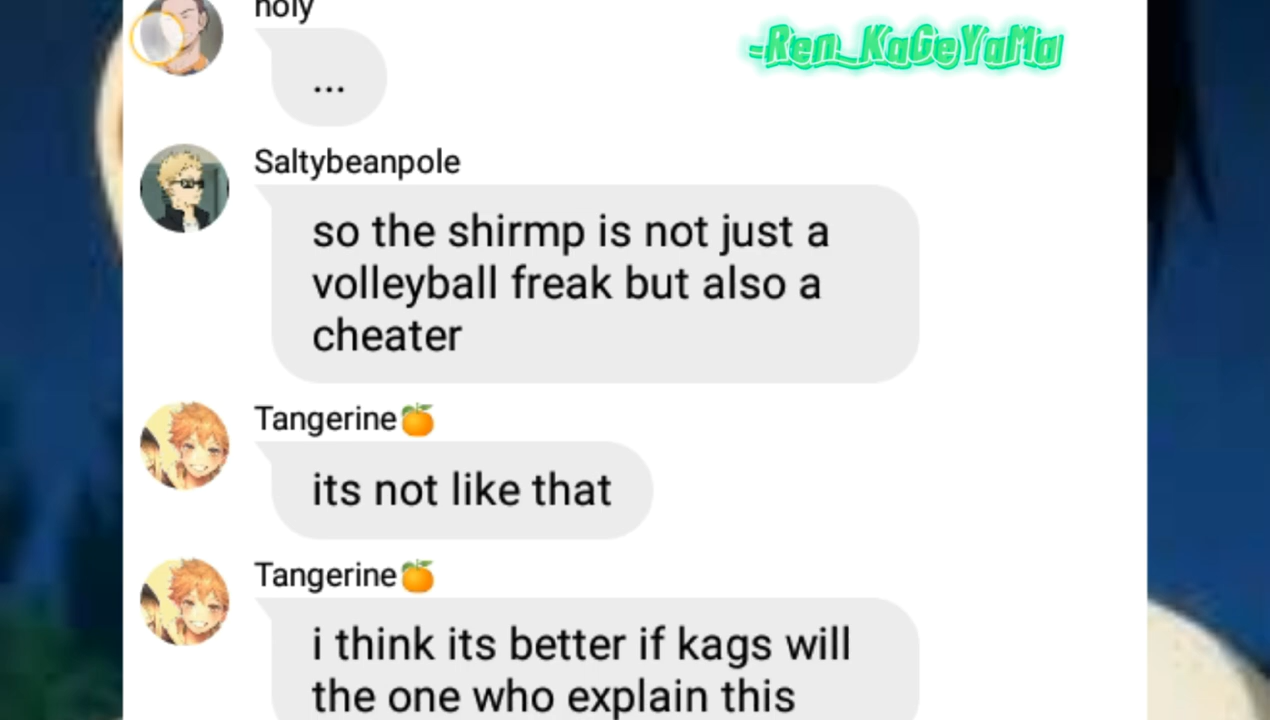 holy
-Ren_KaGeYaMa
...
Saltybeanpole
so the shirmp is not just a
volleyball freak but also a
cheater
Tangerine🍊
its not like that
Tangerine🍊
i think its better if kags will
the one who explain this